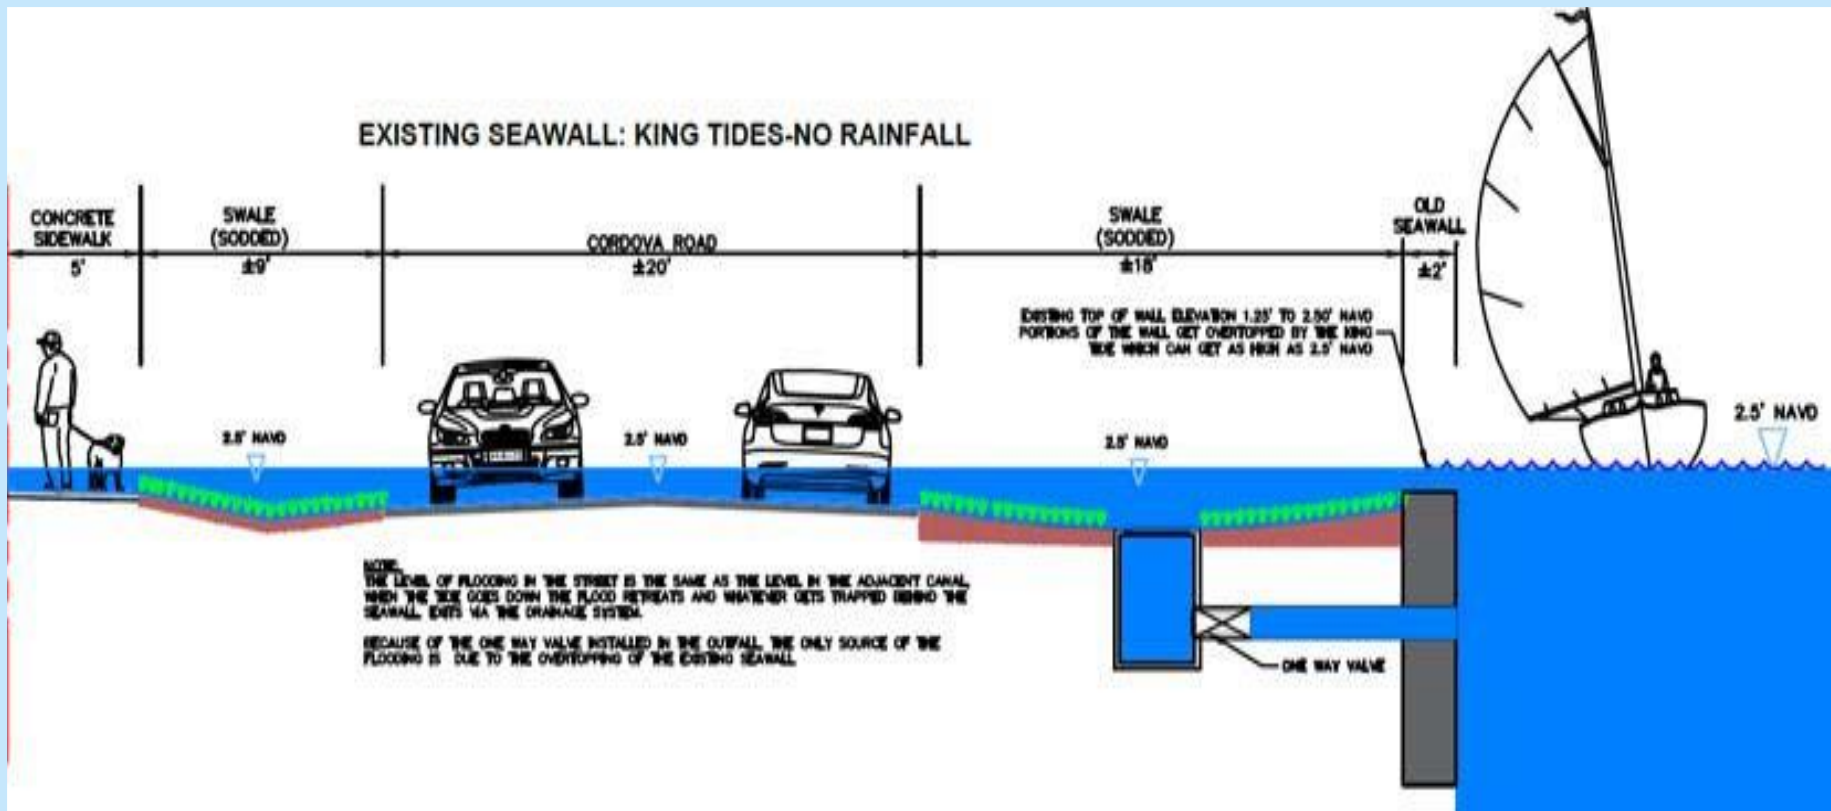 EXISTING SEAWALL: KING TIDES-NO RAINFALL
CONCRETE
SIDEWALK
5'
SWALE
(SODDED)
±9'
CORDOVA ROAD
±20'
SWALE
(SODDED)
±18'
OLD
SEAWALL
±2'
EXISTING TOP OF WALL ELEVATION 1.25' TO 2.50' NAVD
PORTIONS OF THE WALL GET OVERTOPPED BY THE KING
TIDE WHICH CAN GET AS HIGH AS 2.5' NAVD
2.5' NAVD
2.5' NAVD
2.5' NAVD
2.5' NAVD
NOTE:
THE LEVEL OF FLOODING IN THE STREET IS THE SAME AS THE LEVEL IN THE ADJACENT CANAL.
WHEN THE TIDE GOES DOWN THE FLOOD RETREATS AND WHATEVER GETS TRAPPED BEHIND THE
SEAWALL EXITS VIA THE DRAINAGE SYSTEM.
BECAUSE OF THE ONE WAY VALVE INSTALLED IN THE OUTFALL, THE ONLY SOURCE OF THE
FLOODING IS DUE TO THE OVERTOPPING OF THE EXISTING SEAWALL
ONE WAY VALVE